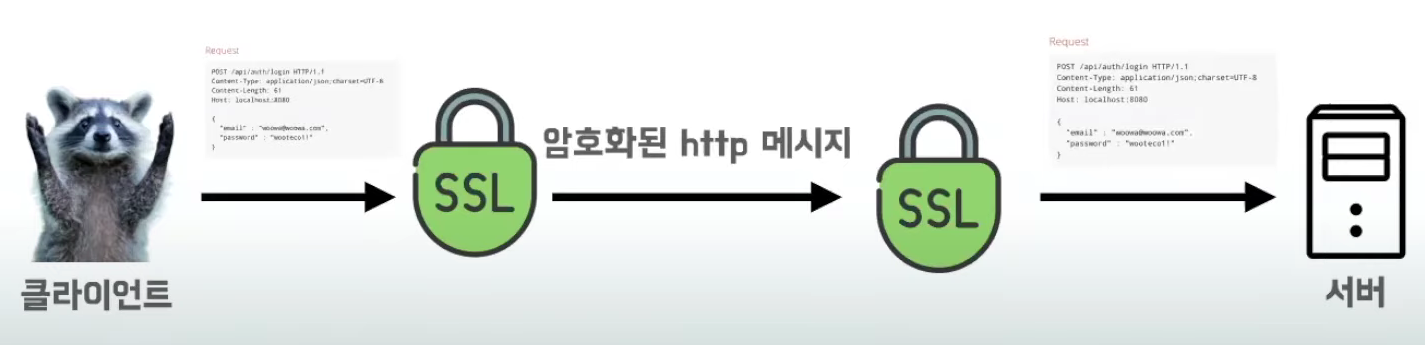 Request
POST /api/auth/login HTTP/1.1
Content-Type: application/json;charset=UTF-8
Content-Length: 61
Host: localhost:8080
{
"email" : "woowa@woowa.com",
"password" : "wooteco1!"
}
클라이언트
SSL
암호화된 http 메시지
SSL
Request
POST /api/auth/login HTTP/1.1
Content-Type: application/json;charset=UTF-8
Content-Length: 61
Host: localhost:8080
{
"email" : "woowa@woowa.com",
"password" : "wooteco1!"
}
서버